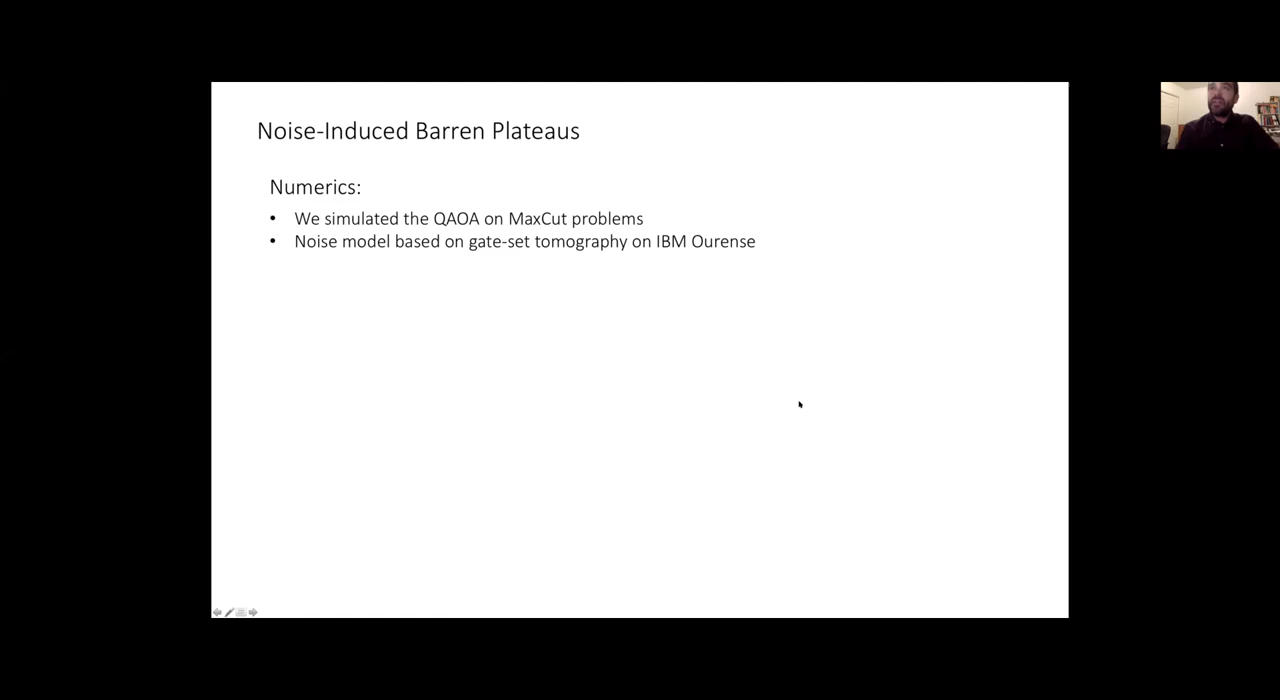 Noise-Induced Barren Plateaus
Numerics:
• We simulated the QAOA on MaxCut problems
• Noise model based on gate-set tomography on IBM Ourense